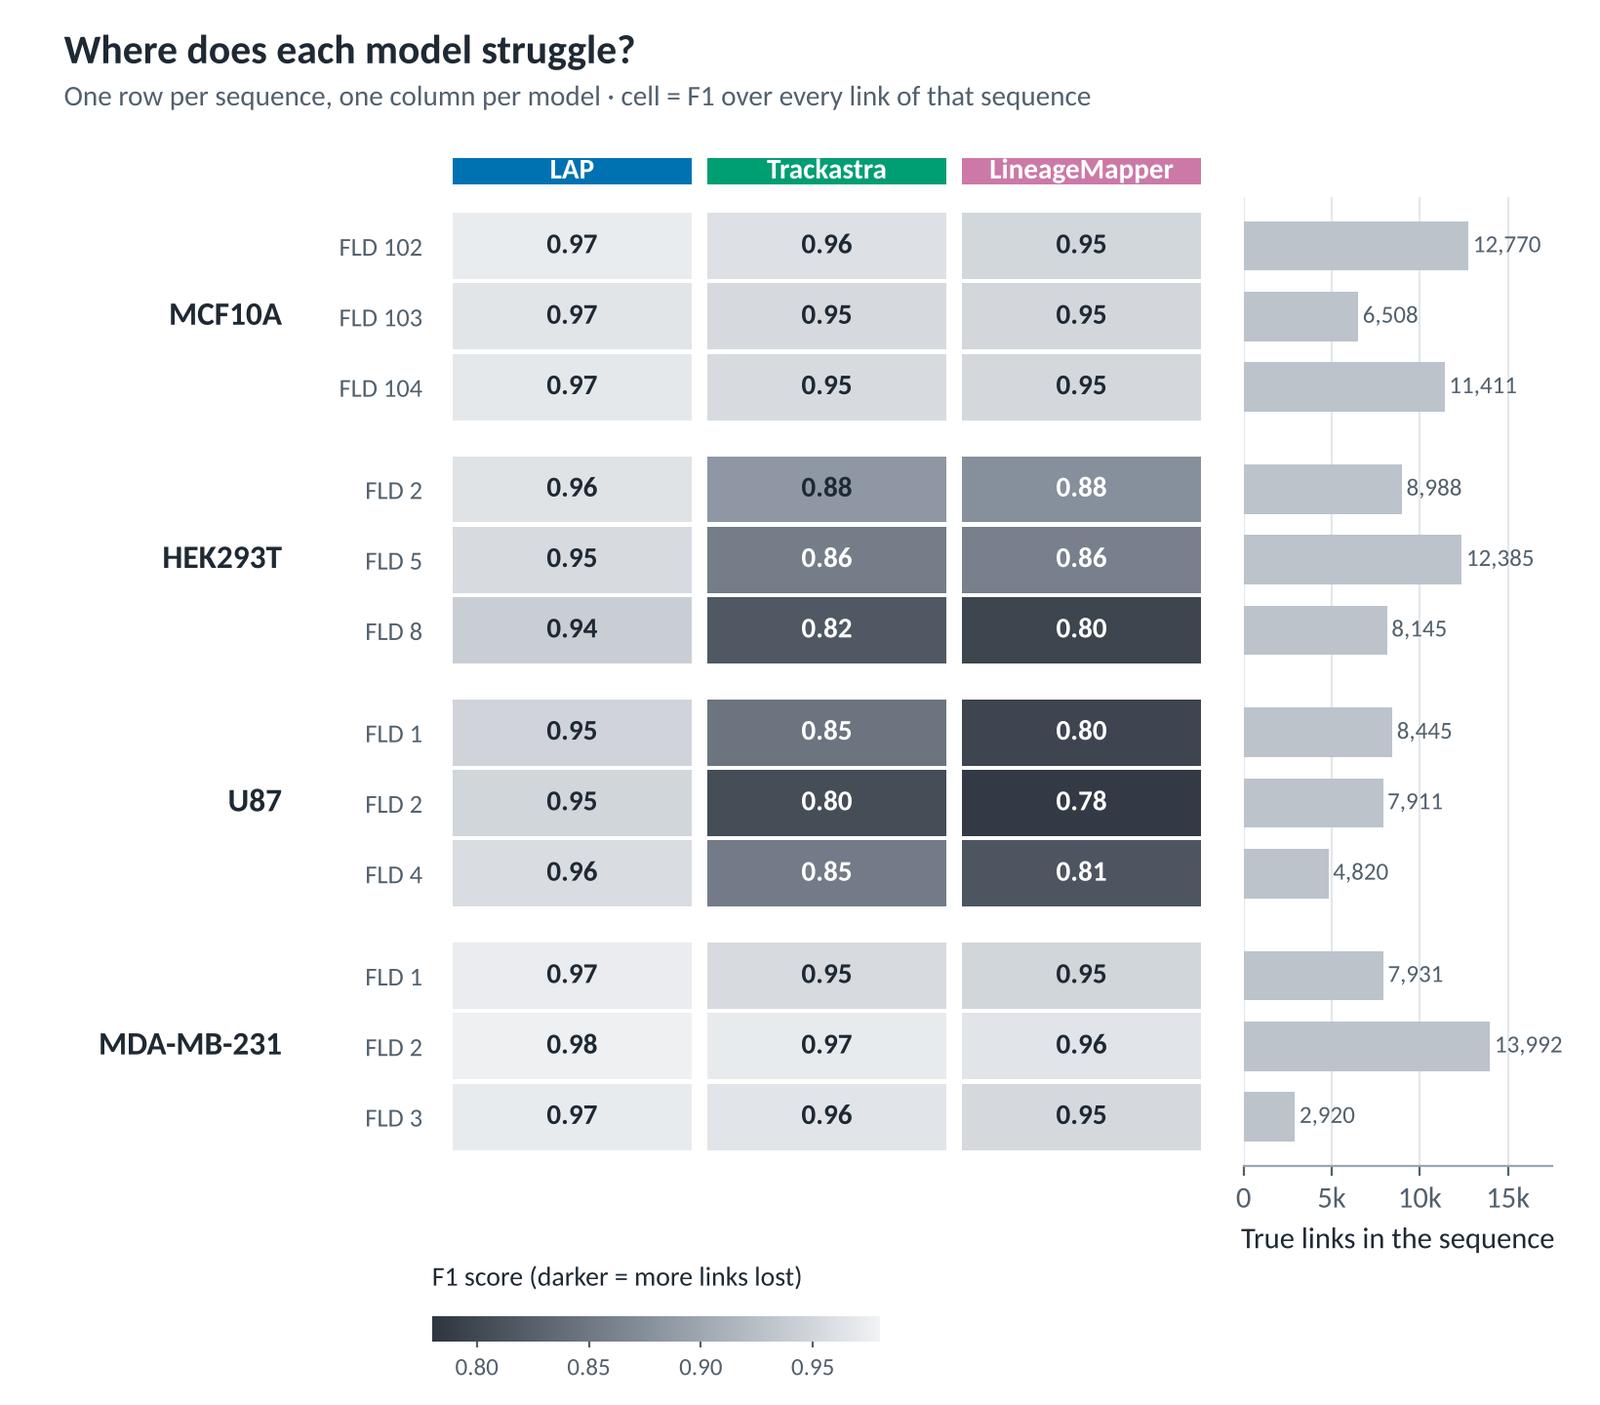 Where does each model struggle?
One row per sequence, one column per model · cell = F1 over every link of that sequence
LAP Trackastra LineageMapper
FLD 102 0.97 0.96 0.95 12,770
MCF10A FLD 103 0.97 0.95 0.95 6,508
FLD 104 0.97 0.95 0.95 11,411
FLD 2 0.96 0.88 0.88 8,988
HEK293T FLD 5 0.95 0.86 0.86 12,385
FLD 8 0.94 0.82 0.80 8,145
FLD 1 0.95 0.85 0.80 8,445
U87 FLD 2 0.95 0.80 0.78 7,911
FLD 4 0.96 0.85 0.81 4,820
FLD 1 0.97 0.95 0.95 7,931
MDA-MB-231 FLD 2 0.98 0.97 0.96 13,992
FLD 3 0.97 0.96 0.95 2,920
0 5k 10k 15k
True links in the sequence
F1 score (darker = more links lost)
0.80 0.85 0.90 0.95